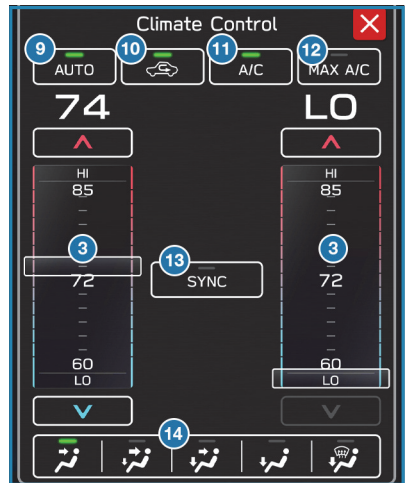 Climate Control
9 10 11 12
AUTO A/C MAX A/C
74 LO
HI HI
85 85
3 3
13
72 SYNC 72
60 60
LO LO
14